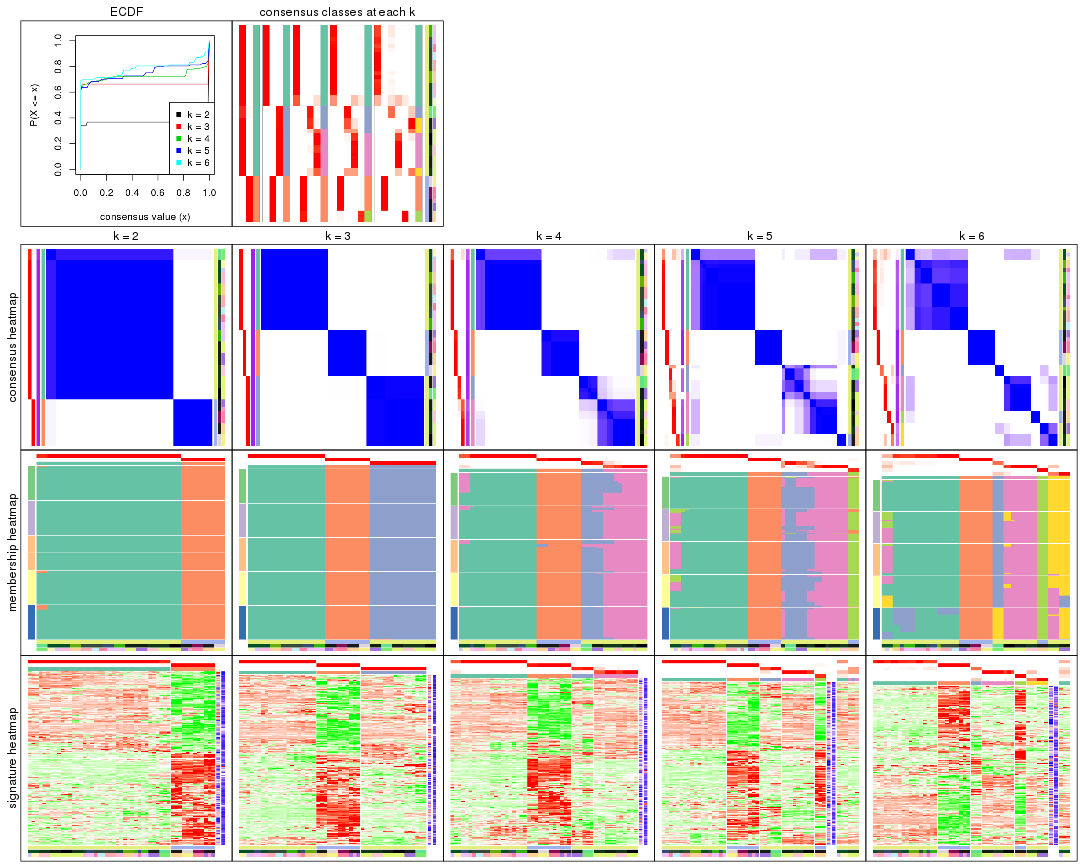 ECDF
consensus classes at each k
P(X <= x)
1.0
0.8
0.6
0.4
0.2
0.0
k = 2
k = 3
k = 4
k = 5
k = 6
0.0 0.2 0.4 0.6 0.8 1.0
consensus value (x)
k = 2 k = 3 k = 4 k = 5 k = 6
consensus heatmap
membership heatmap
signature heatmap